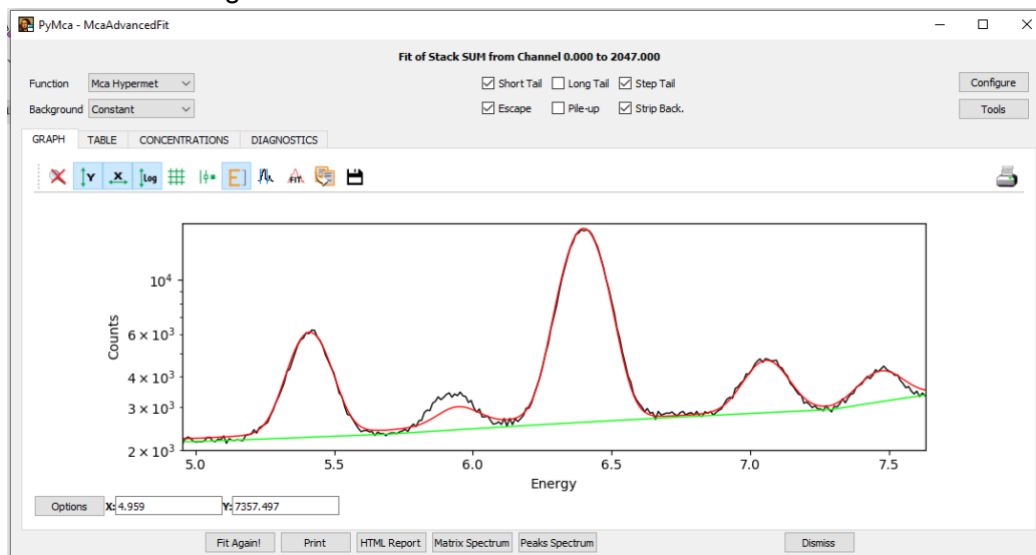 PyMca - McaAdvancedFit
Fit of Stack SUM from Channel 0.000 to 2047.000
Function Mca Hypermet Short Tail Long Tail Step Tail Configure
Background Constant Escape Pile-up Strip Back. Tools
GRAPH TABLE CONCENTRATIONS DIAGNOSTICS
Y X Log FIT
10⁴
6 × 10³
4 × 10³
3 × 10³
2 × 10³
Counts
5.0 5.5 6.0 6.5 7.0 7.5
Energy
Options X: 4.959 Y: 7357.497
Fit Again! Print HTML Report Matrix Spectrum Peaks Spectrum Dismiss